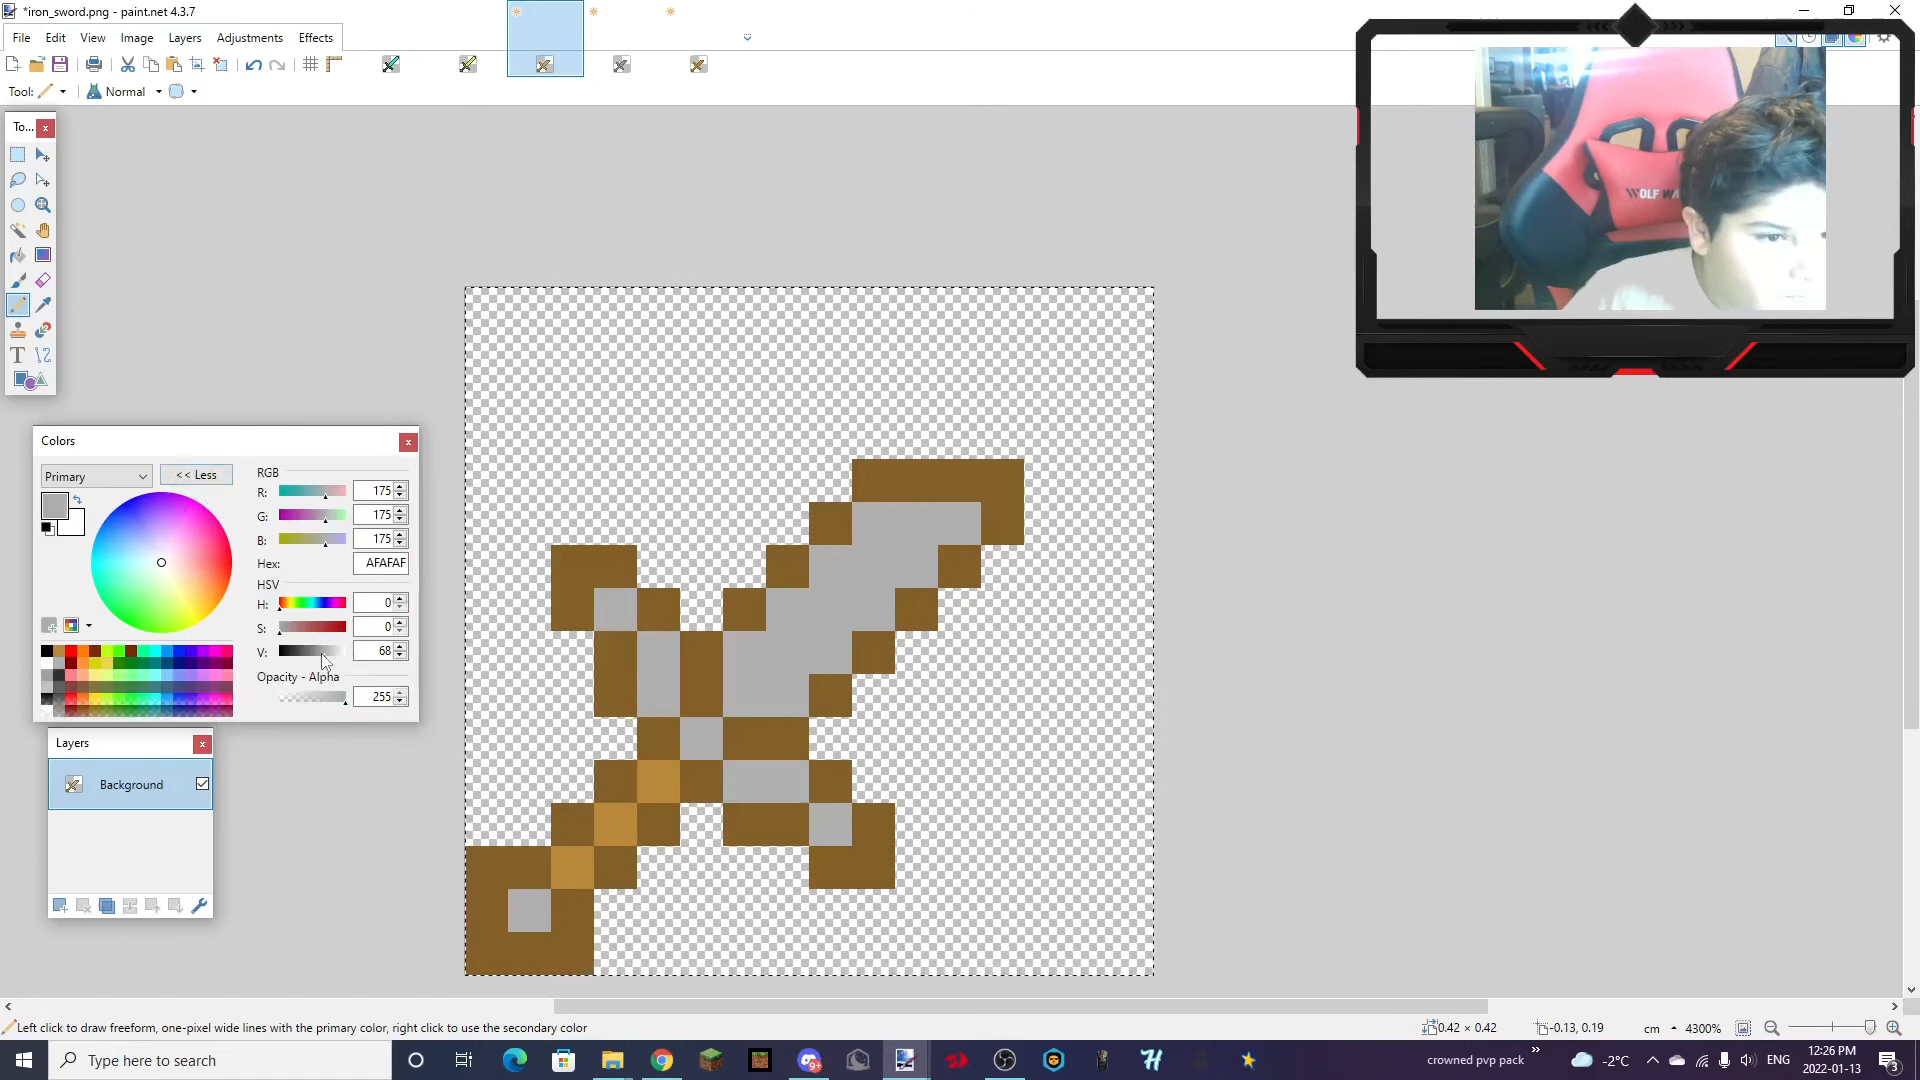 *iron_sword.png - paint.net 4.3.7
File Edit View Image Layers Adjustments Effects
Tool: Normal
To...
Colors
Primary << Less RGB
R: 175
G: 175
B: 175
Hex: AFAFAF
HSV
H: 0
S: 0
V: 68
Opacity - Alpha
255
Layers
Background
WOLF
Left click to draw freeform, one-pixel wide lines with the primary color, right click to use the secondary color
0.42 × 0.42 -0.13, 0.19 cm 4300%
Type here to search
9+
crowned pvp pack
-2°C
ENG
12:26 PM
2022-01-13
3